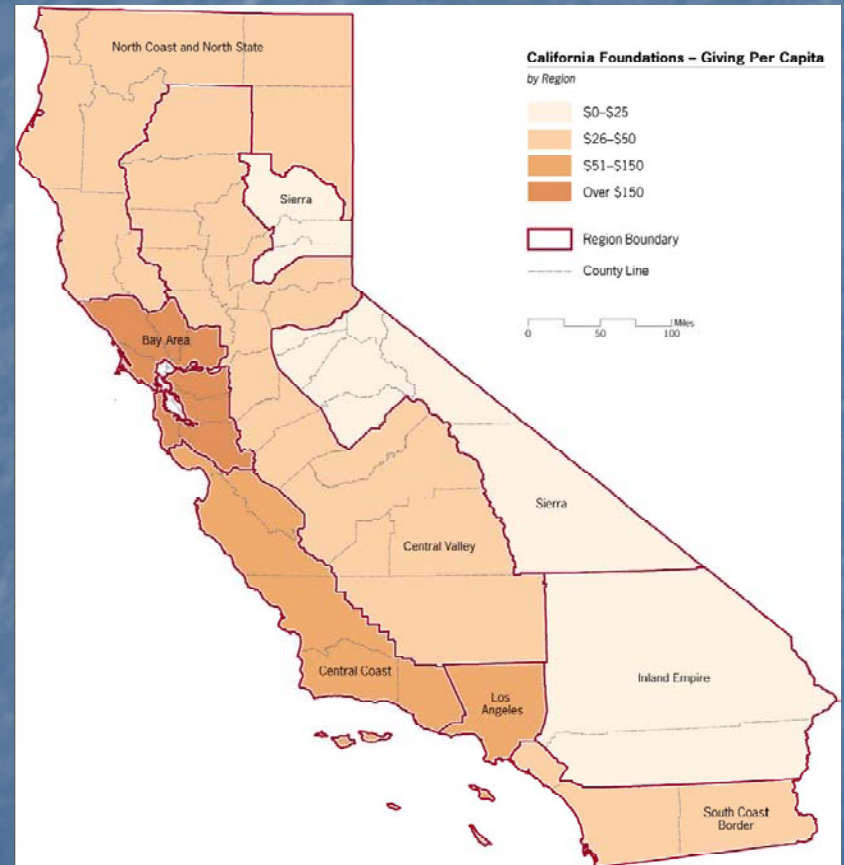 California Foundations – Giving Per Capita
by Region
$0–$25
$26–$50
$51–$150
Over $150
Region Boundary
County Line
Miles
0 50 100
North Coast and North State
Sierra
Bay Area
Sierra
Central Valley
Central Coast
Los
Angeles
Inland Empire
South Coast
Border